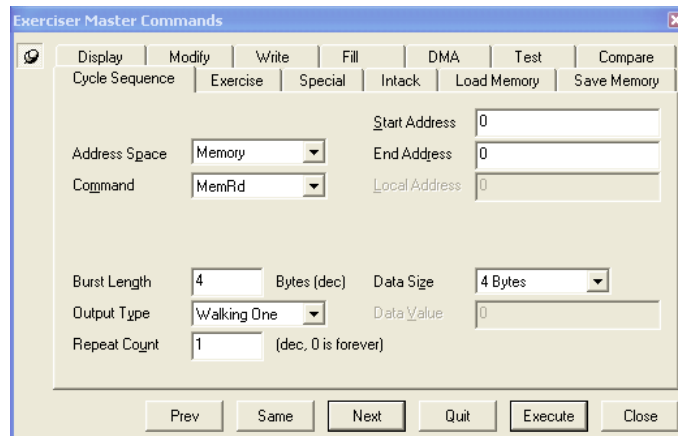 Exerciser Master Commands
Display Modify Write Fill DMA Test Compare
Cycle Sequence Exercise Special Intack Load Memory Save Memory
Start Address 0
Address Space Memory End Address 0
Command MemRd Local Address 0
Burst Length 4 Bytes (dec) Data Size 4 Bytes
Output Type Walking One Data Value 0
Repeat Count 1 (dec, 0 is forever)
Prev Same Next Quit Execute Close